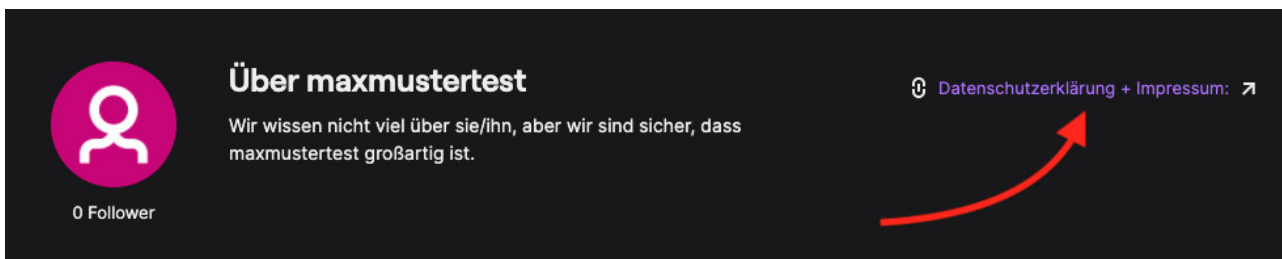 Über maxmustertest
Datenschutzerklärung + Impressum:
Wir wissen nicht viel über sie/ihn, aber wir sind sicher, dass
maxmustertest großartig ist.
0 Follower